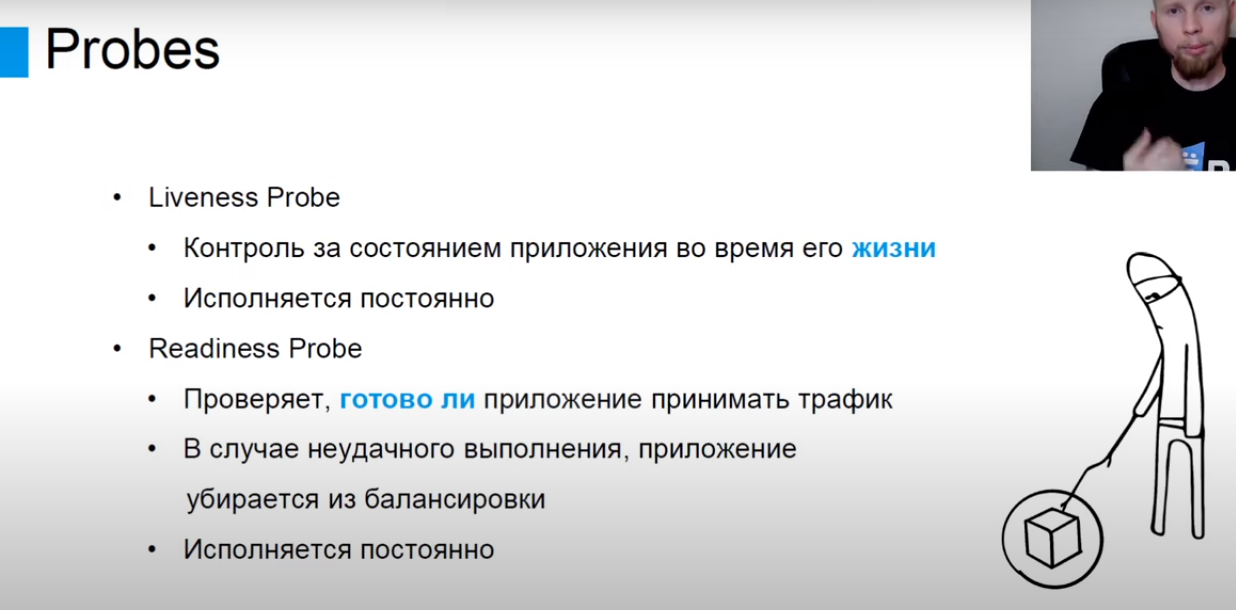 Probes
• Liveness Probe
• Контроль за состоянием приложения во время его жизни
• Исполняется постоянно
• Readiness Probe
• Проверяет, готово ли приложение принимать трафик
• В случае неудачного выполнения, приложение
убирается из балансировки
• Исполняется постоянно